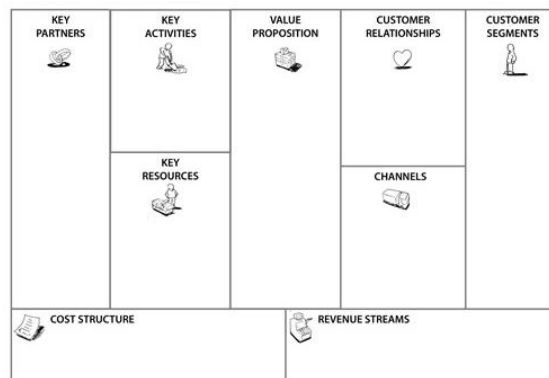 KEY
PARTNERS
KEY
ACTIVITIES
KEY
RESOURCES
VALUE
PROPOSITION
CUSTOMER
RELATIONSHIPS
CHANNELS
CUSTOMER
SEGMENTS
COST STRUCTURE
REVENUE STREAMS